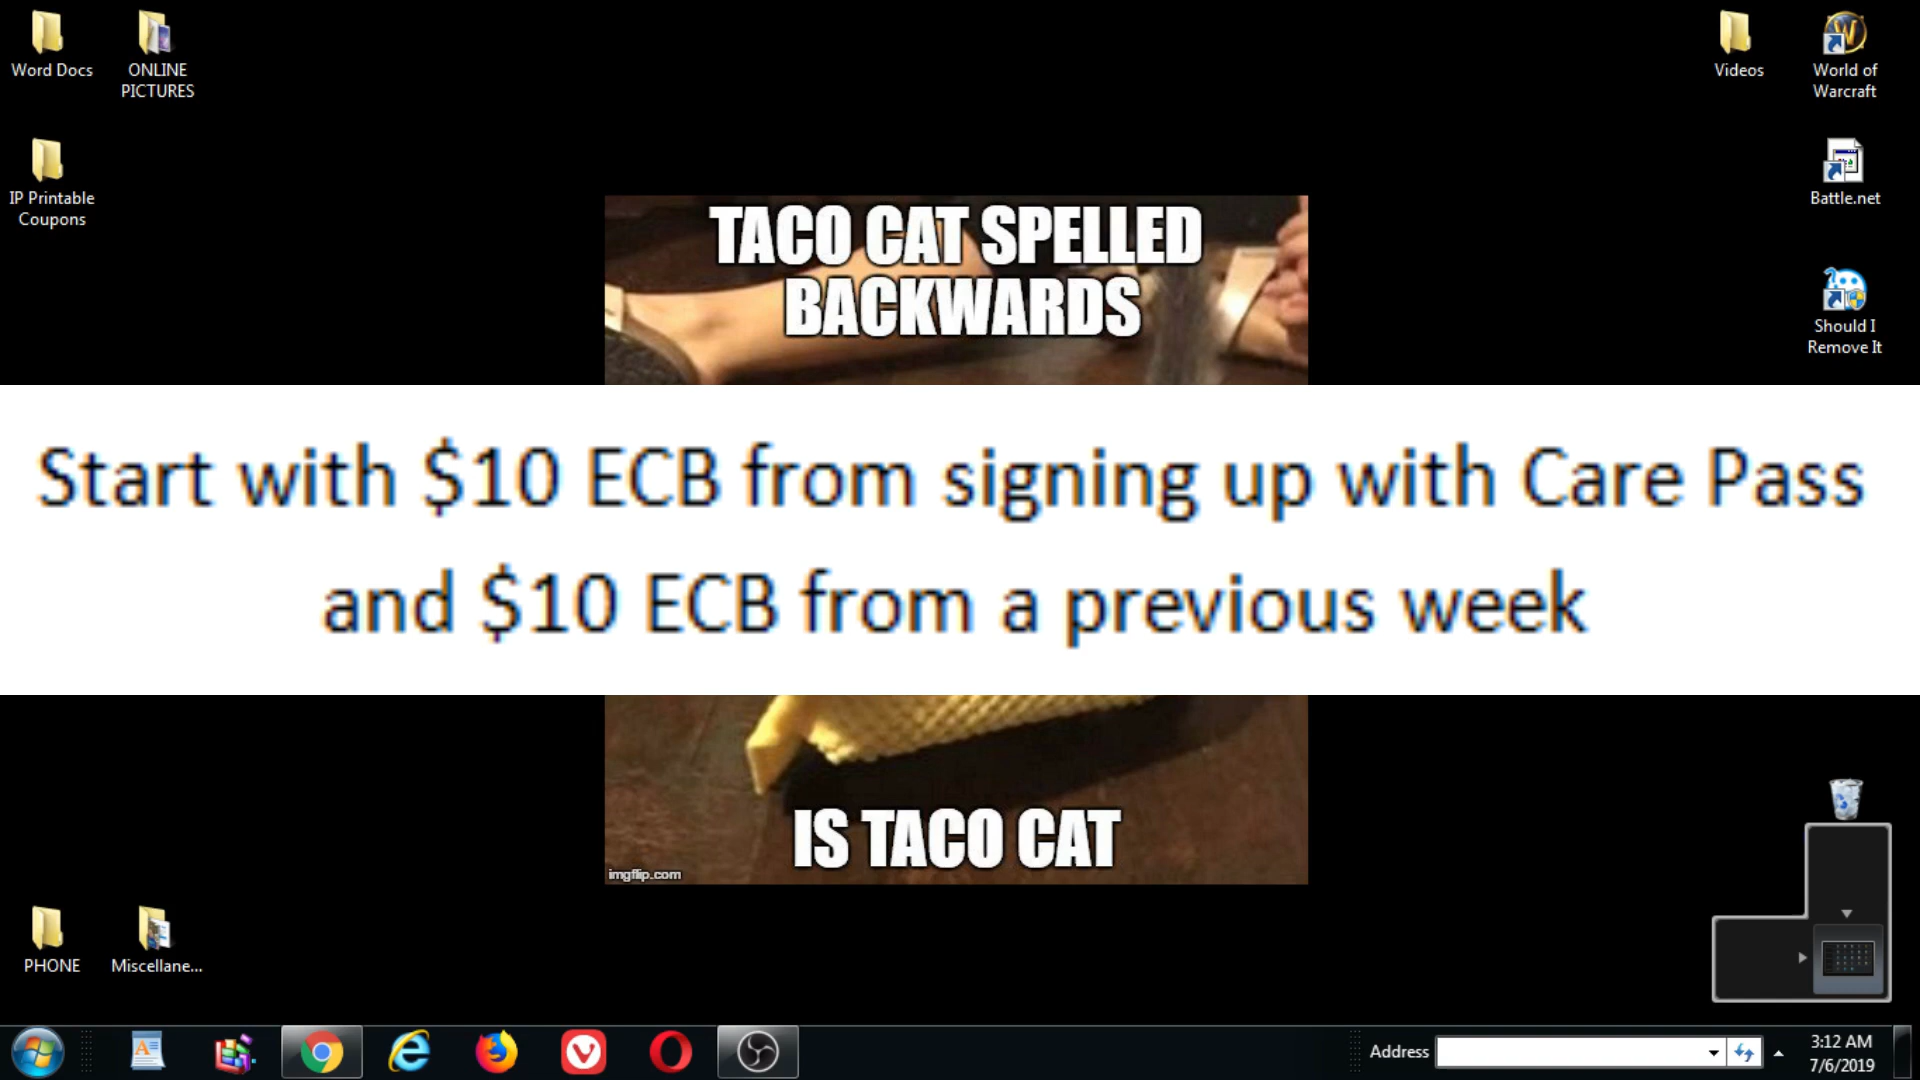 Word Docs
ONLINE
PICTURES
Videos
World of
Warcraft
IP Printable
Coupons
Battle.net
Should I
Remove It
TACO CAT SPELLED
BACKWARDS
Start with $10 ECB from signing up with Care Pass
and $10 ECB from a previous week
IS TACO CAT
imgflip.com
PHONE
Miscellane...
Address
3:12 AM
7/6/2019